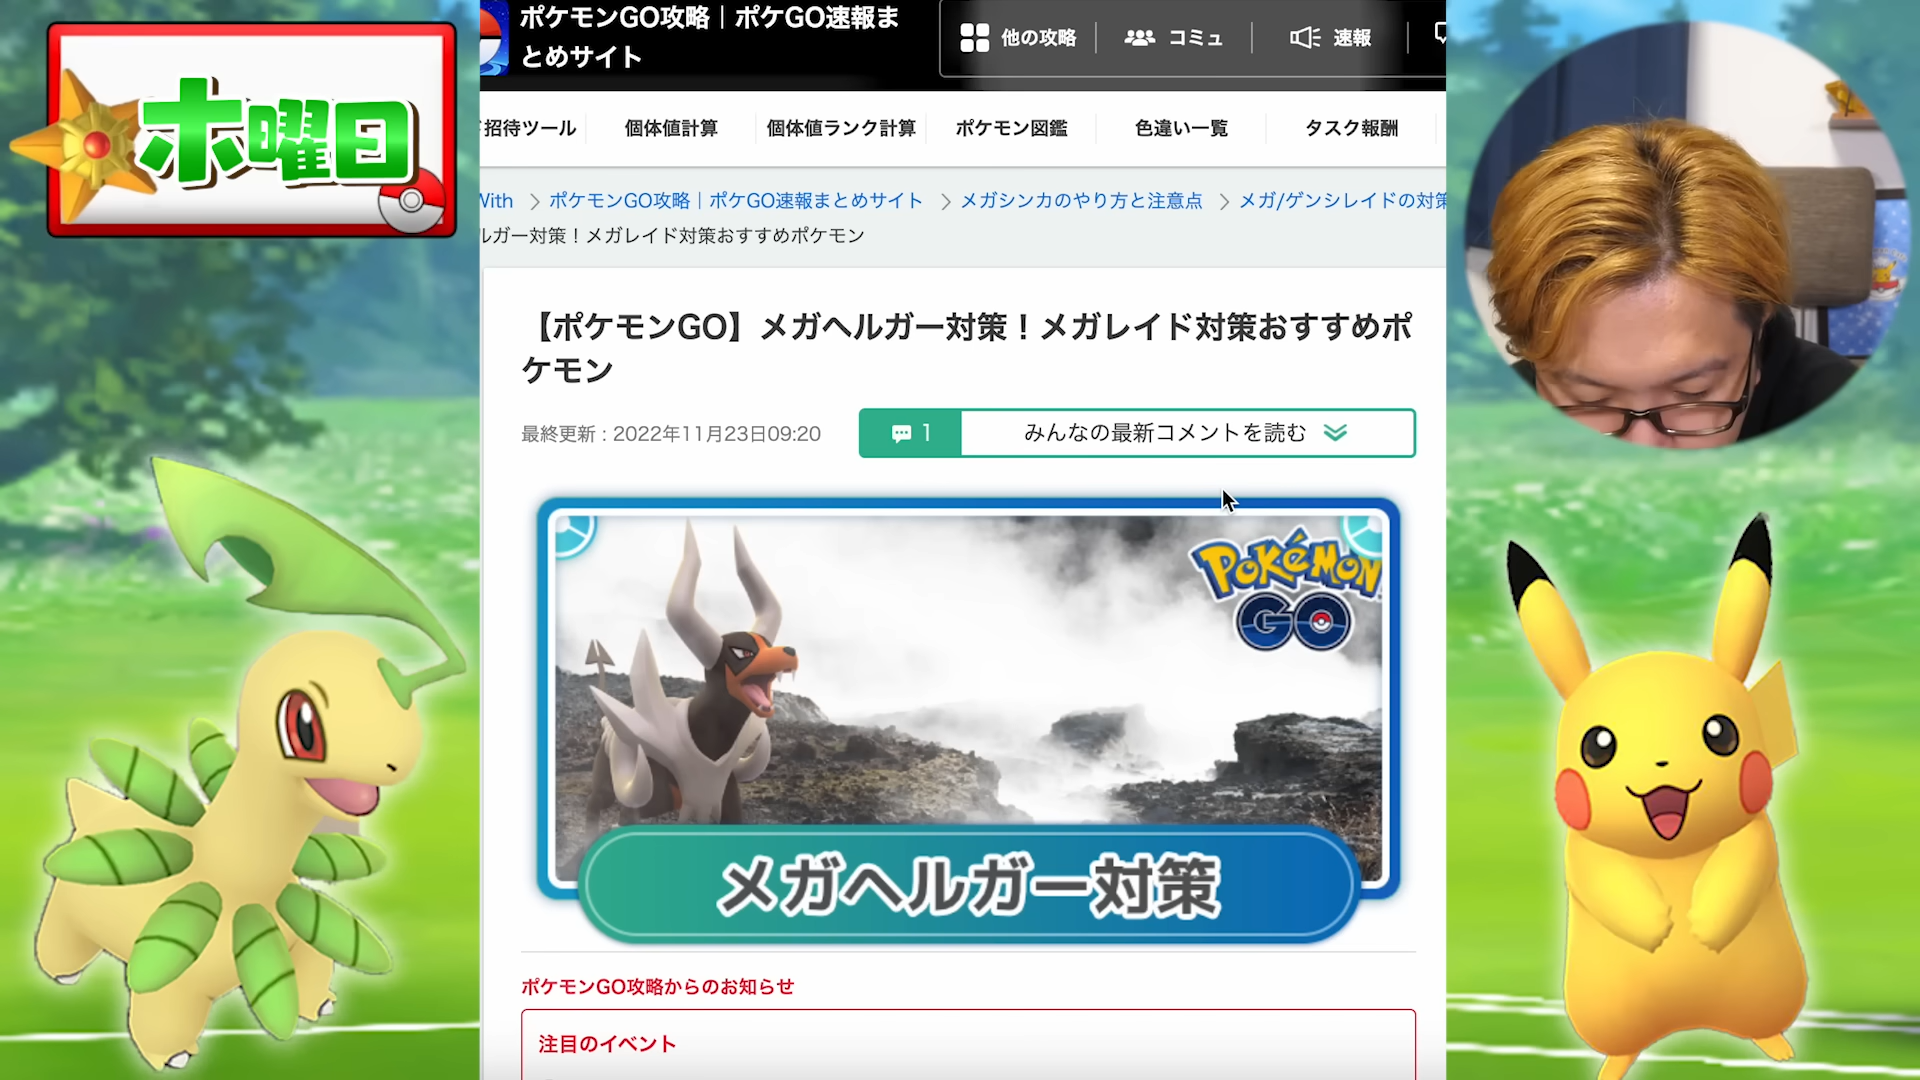 木曜日
ポケモンGO攻略｜ポケGO速報ま
とめサイト
他の攻略
コミュ
速報
招待ツール
個体値計算
個体値ランク計算
ポケモン図鑑
色違い一覧
タスク報酬
With > ポケモンGO攻略｜ポケGO速報まとめサイト > メガシンカのやり方と注意点 > メガ/ゲンシレイドの対策
ルガー対策！メガレイド対策おすすめポケモン
【ポケモンGO】メガヘルガー対策！メガレイド対策おすすめポ
ケモン
最終更新 : 2022年11月23日09:20
1
みんなの最新コメントを読む
POKéMON
GO
メガヘルガー対策
ポケモンGO攻略からのお知らせ
注目のイベント